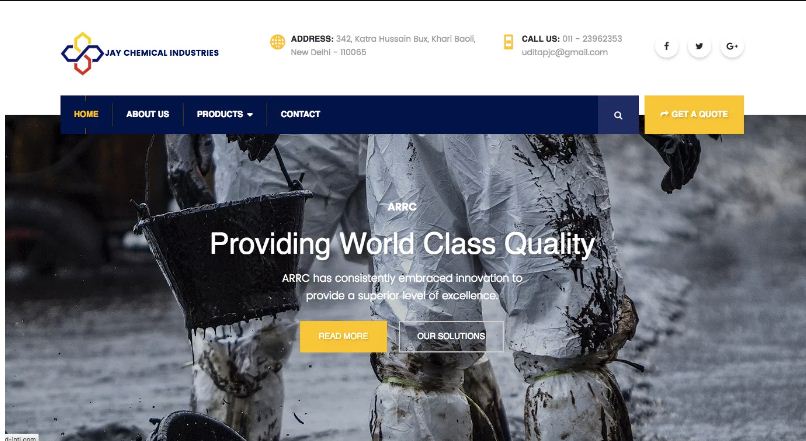 JAY CHEMICAL INDUSTRIES
ADDRESS: 342, Katra Hussain Bux, Khari Baoli,
New Delhi - 110065
CALL US: 011 - 23962353
uditapjc@gmail.com
f
G+
HOME ABOUT US PRODUCTS CONTACT
GET A QUOTE
ARRC
Providing World Class Quality
ARRC has consistently embraced innovation to
provide a superior level of excellence.
READ MORE OUR SOLUTIONS